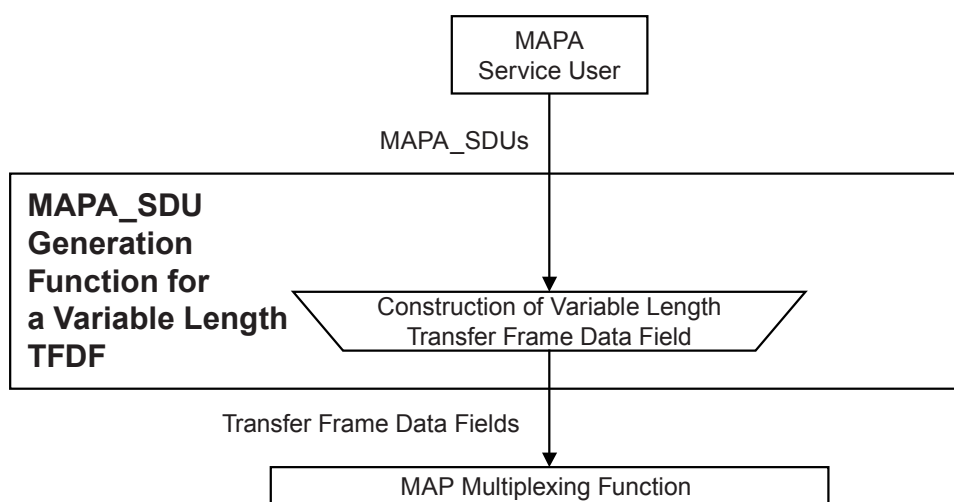 MAPA
Service User
MAPA_SDUs
MAPA_SDU
Generation
Function for
a Variable Length
TFDF
Construction of Variable Length
Transfer Frame Data Field
Transfer Frame Data Fields
MAP Multiplexing Function